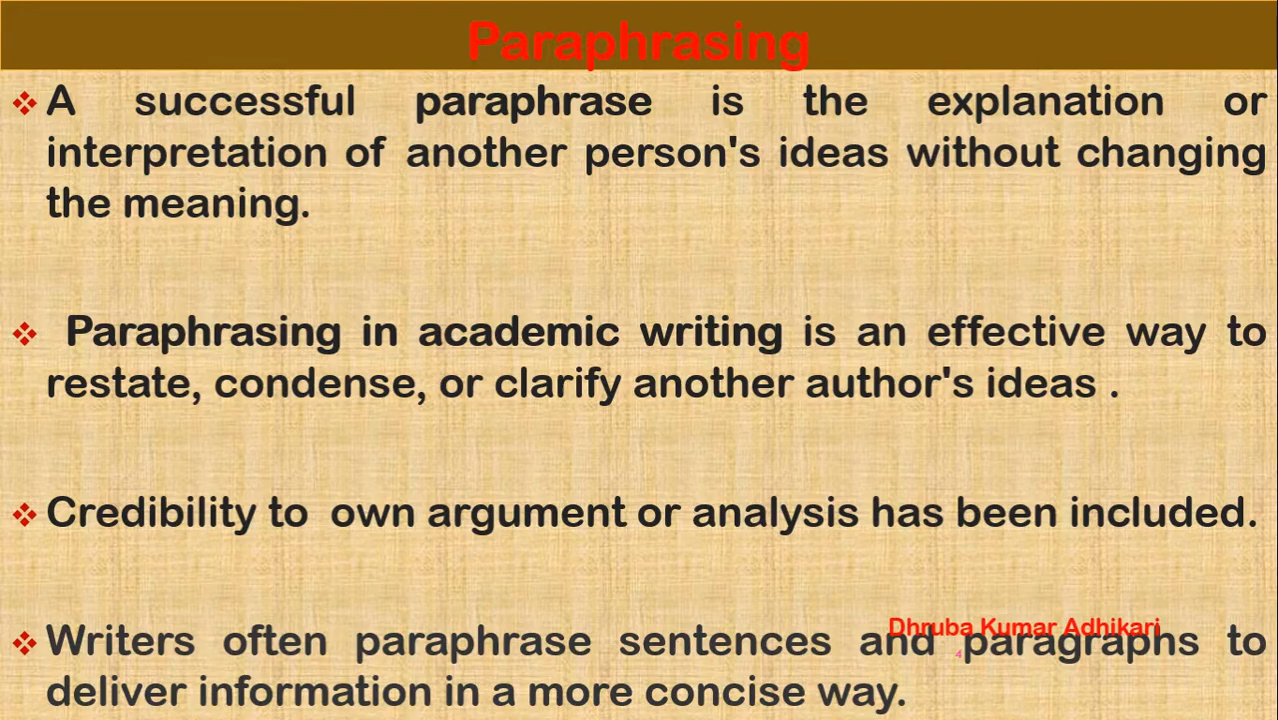 Paraphrasing
❖ A successful paraphrase is the explanation or
interpretation of another person's ideas without changing
the meaning.
❖ Paraphrasing in academic writing is an effective way to
restate, condense, or clarify another author's ideas .
❖ Credibility to own argument or analysis has been included.
Dhruba Kumar Adhikari
❖ Writers often paraphrase sentences and paragraphs to
4
deliver information in a more concise way.